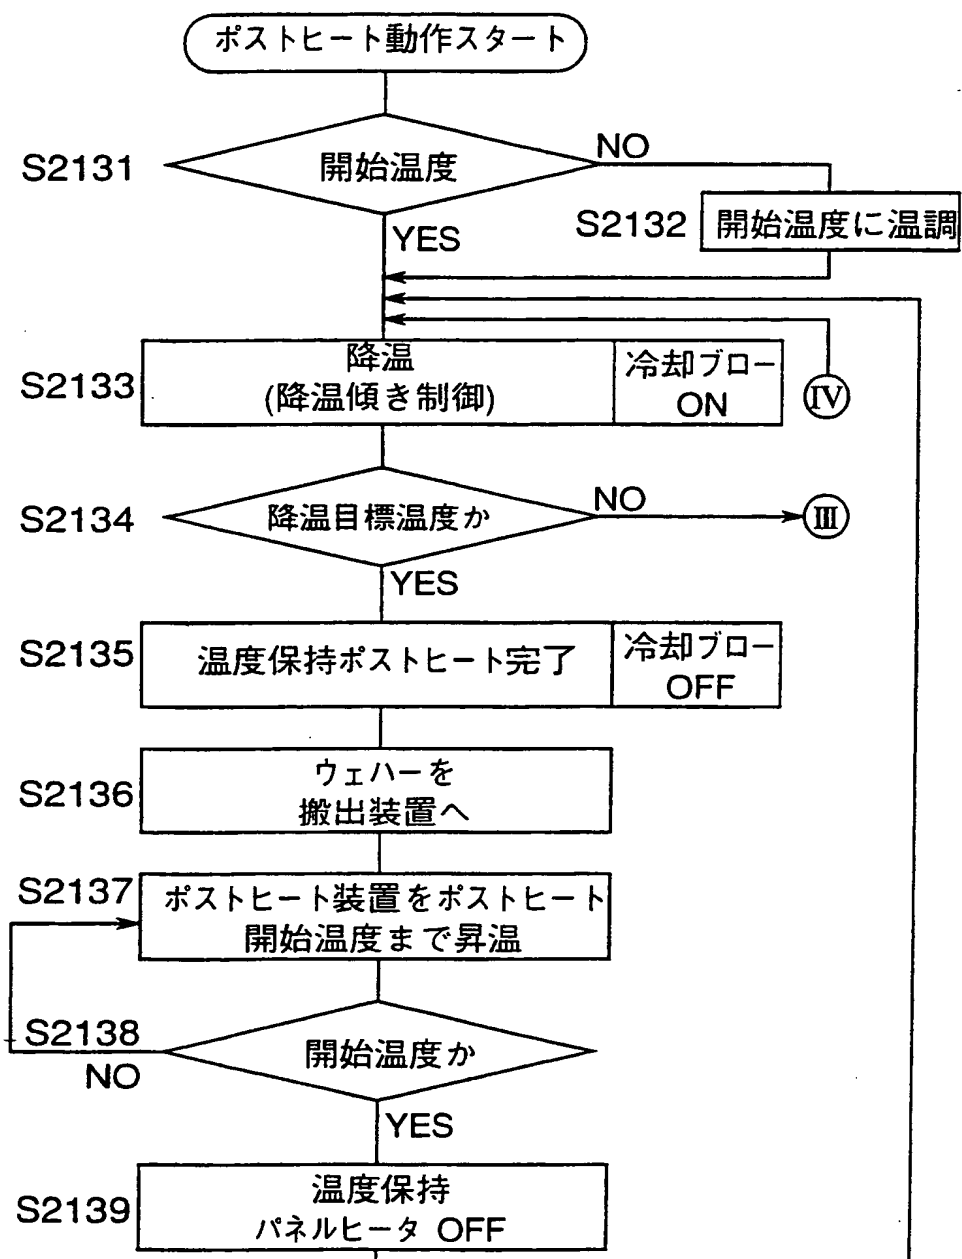 ポストヒート動作スタート
S2131
開始温度
NO
YES
S2132
開始温度に温調
S2133
降温
(降温傾き制御)
冷却ブロー
ON
IV
S2134
降温目標温度か
NO
III
YES
S2135
温度保持ポストヒート完了
冷却ブロー
OFF
S2136
ウェハーを
搬出装置へ
S2137
ポストヒート装置をポストヒート
開始温度まで昇温
S2138
開始温度か
NO
YES
S2139
温度保持
パネルヒータ OFF